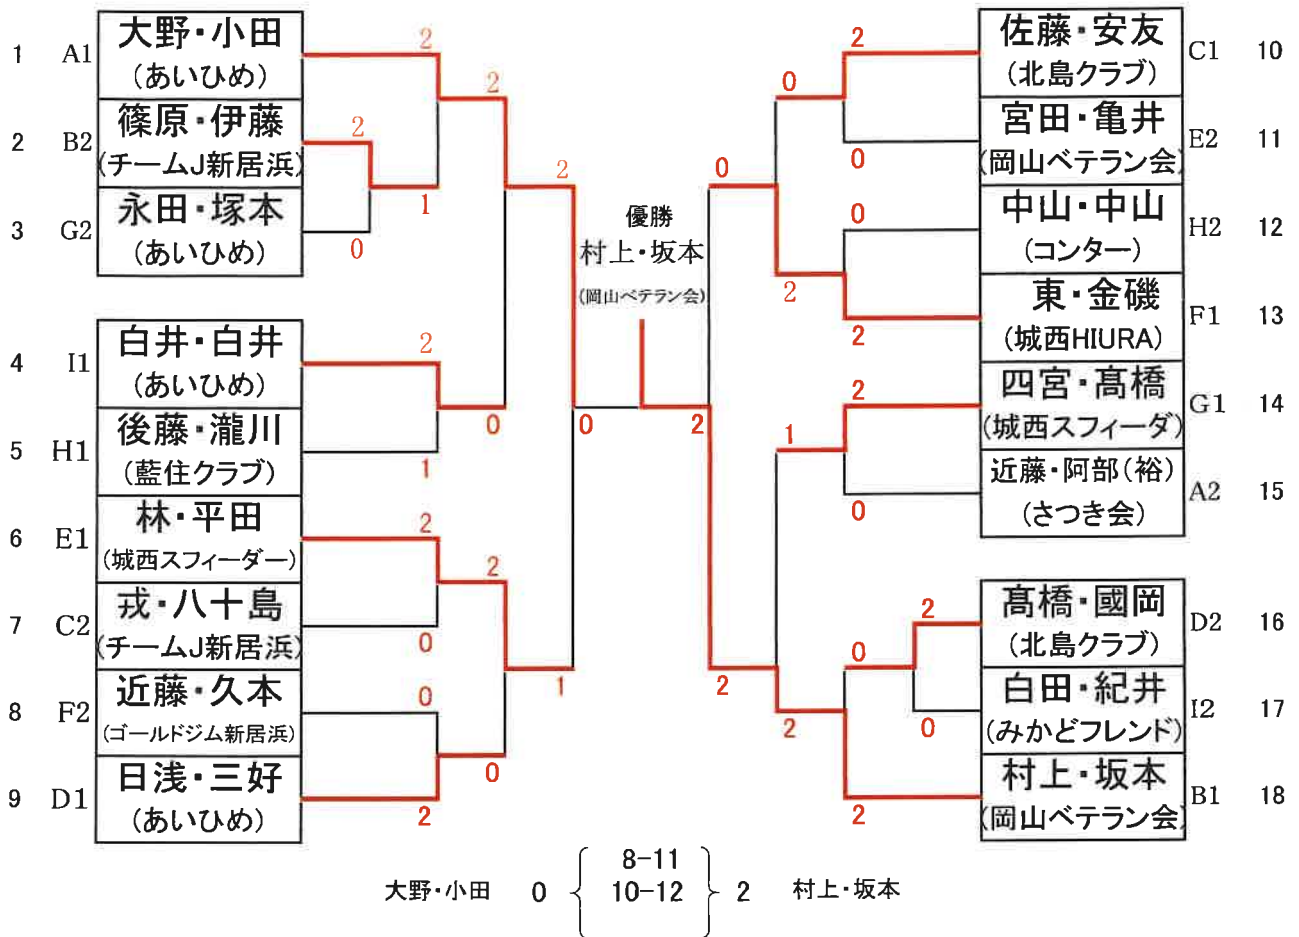 1 A1 大野・小田
(あいひめ)
2 B2 篠原・伊藤
(チームJ新居浜)
3 G2 永田・塚本
(あいひめ)
4 I1 白井・白井
(あいひめ)
5 H1 後藤・瀧川
(藍住クラブ)
6 E1 林・平田
(城西スフィーダー)
7 C2 戎・八十島
(チームJ新居浜)
8 F2 近藤・久本
(ゴールドジム新居浜)
9 D1 日浅・三好
(あいひめ)
2
2
2
1
0
2
2
1
0
2
2
0
0
2
0
1
0
優勝
村上・坂本
(岡山ベテラン会)
2
2
0
0
0
0
2
2
2
2
1
0
2
2
0
0
2
2
佐藤・安友 C1 10
(北島クラブ)
宮田・亀井 E2 11
(岡山ベテラン会)
中山・中山 H2 12
(コンター)
東・金磯 F1 13
(城西HIURA)
四宮・髙橋 G1 14
(城西スフィーダ)
近藤・阿部(裕) A2 15
(さつき会)
髙橋・國岡 D2 16
(北島クラブ)
白田・紀井 I2 17
(みかどフレンド)
村上・坂本 B1 18
(岡山ベテラン会)
8-11
大野・小田 0 { 10-12 } 2 村上・坂本